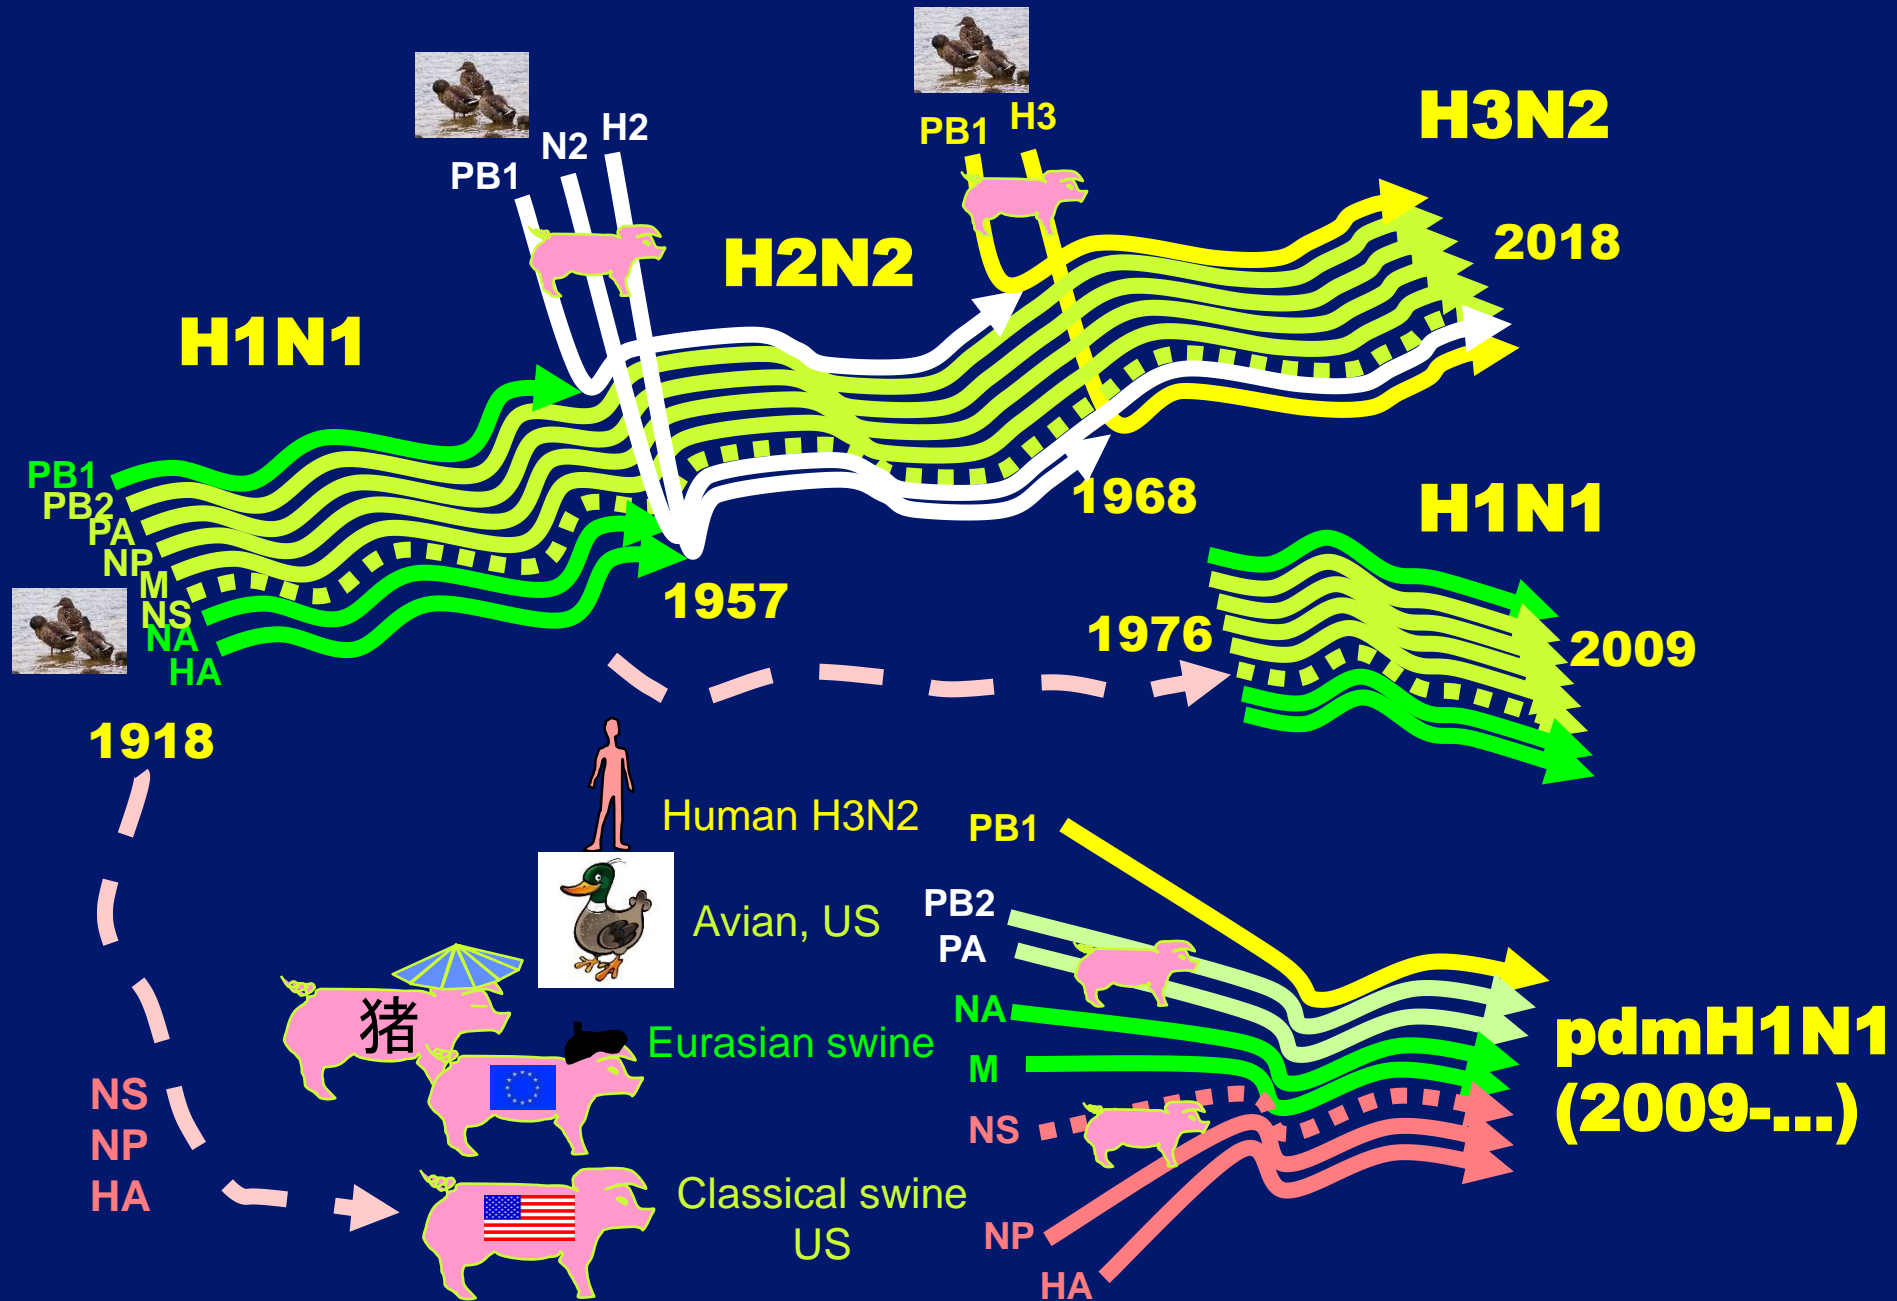 PB1
H3
H3N2
N2
H2
PB1
2018
H2N2
H1N1
PB1
PB2
PA
NP
M
NS
NA
HA
1968
H1N1
1957
1976
2009
1918
Human H3N2
PB1
Avian, US
PB2
PA
猪
NA
Eurasian swine
M
pdmH1N1
(2009-...)
NS
NP
HA
NS
Classical swine
US
NP
HA